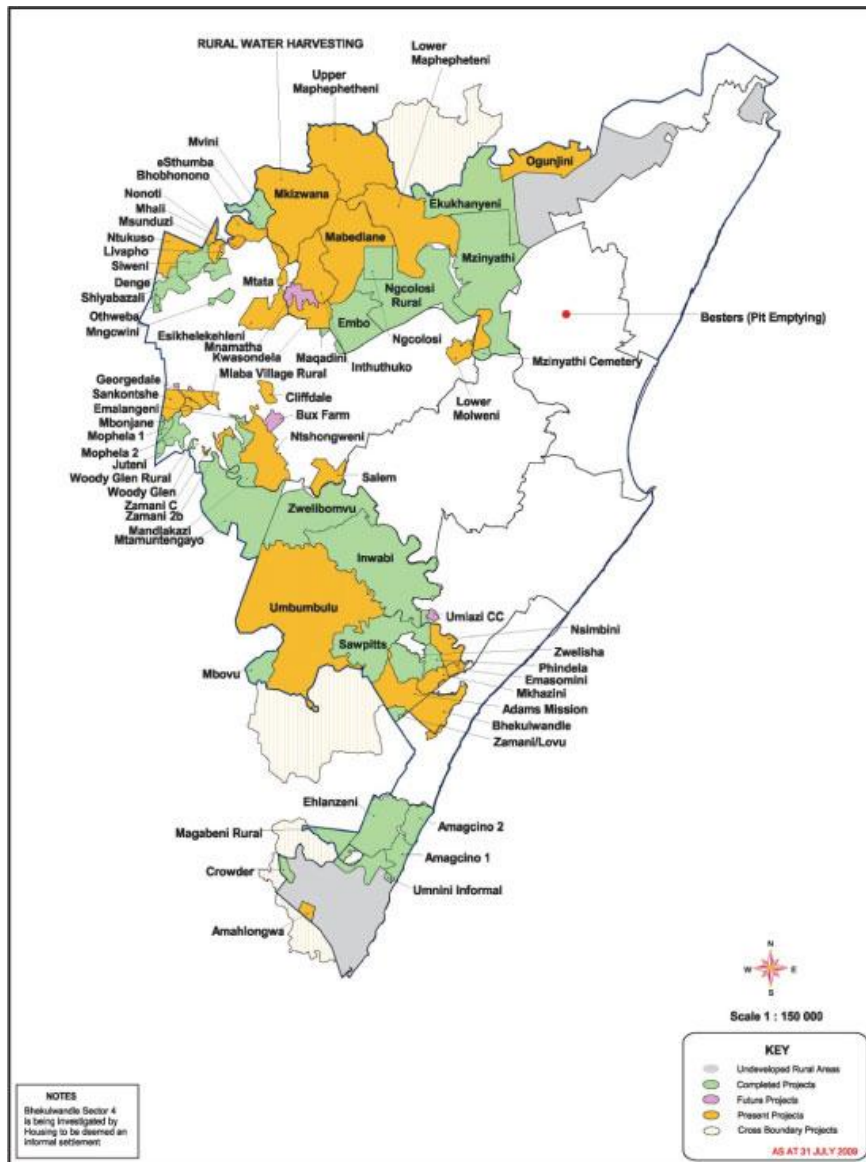 RURAL WATER HARVESTING
Lower
Maphepheteni
Upper
Maphephetheni
Mvini
eSthumba
Bhobhonono
Nonoti
Mhali
Msunduzi
Ntukuso
Livapho
Siweni
Denge
Shiyabazali
Othweba
Mngcwini
Mkizwana
Ogunjini
Ekukhanyeni
Mabedlane
Mzinyathi
Mtata
Ngcolosi
Rural
Embo
Esikhelekehleni
Mnamatha
Kwasondela
Maqadini
Inthuthuko
Ngcolosi
Besters (Pit Emptying)
Mzinyathi Cemetery
Mlaba Village Rural
Georgedale
Sankontshe
Emalangeni
Mbonjane
Mophela 1
Mophela 2
Juteni
Woody Glen Rural
Woody Glen
Zamani C
Zamani 2b
Mandlakazi
Mtamuntengayo
Cliffdale
Bux Farm
Ntshongweni
Lower
Molweni
Salem
Zwelibomvu
Inwabi
Umbumbulu
Umlazi CC
Nsimbini
Sawpitts
Zwelisha
Phindela
Emasomini
Mkhazini
Adams Mission
Bhekulwandle
Zamani/Lovu
Mbovu
Ehlanzeni
Magabeni Rural
Amagcino 2
Amagcino 1
Crowder
Umnini Informal
Amahlongwa
N
W E
S
Scale 1 : 150 000
KEY
Undeveloped Rural Areas
Completed Projects
Future Projects
Present Projects
Cross Boundary Projects
AS AT 31 JULY 2009
NOTES
Bhekulwandle Sector 4
is being investigated by
Housing to be deemed an
informal settlement